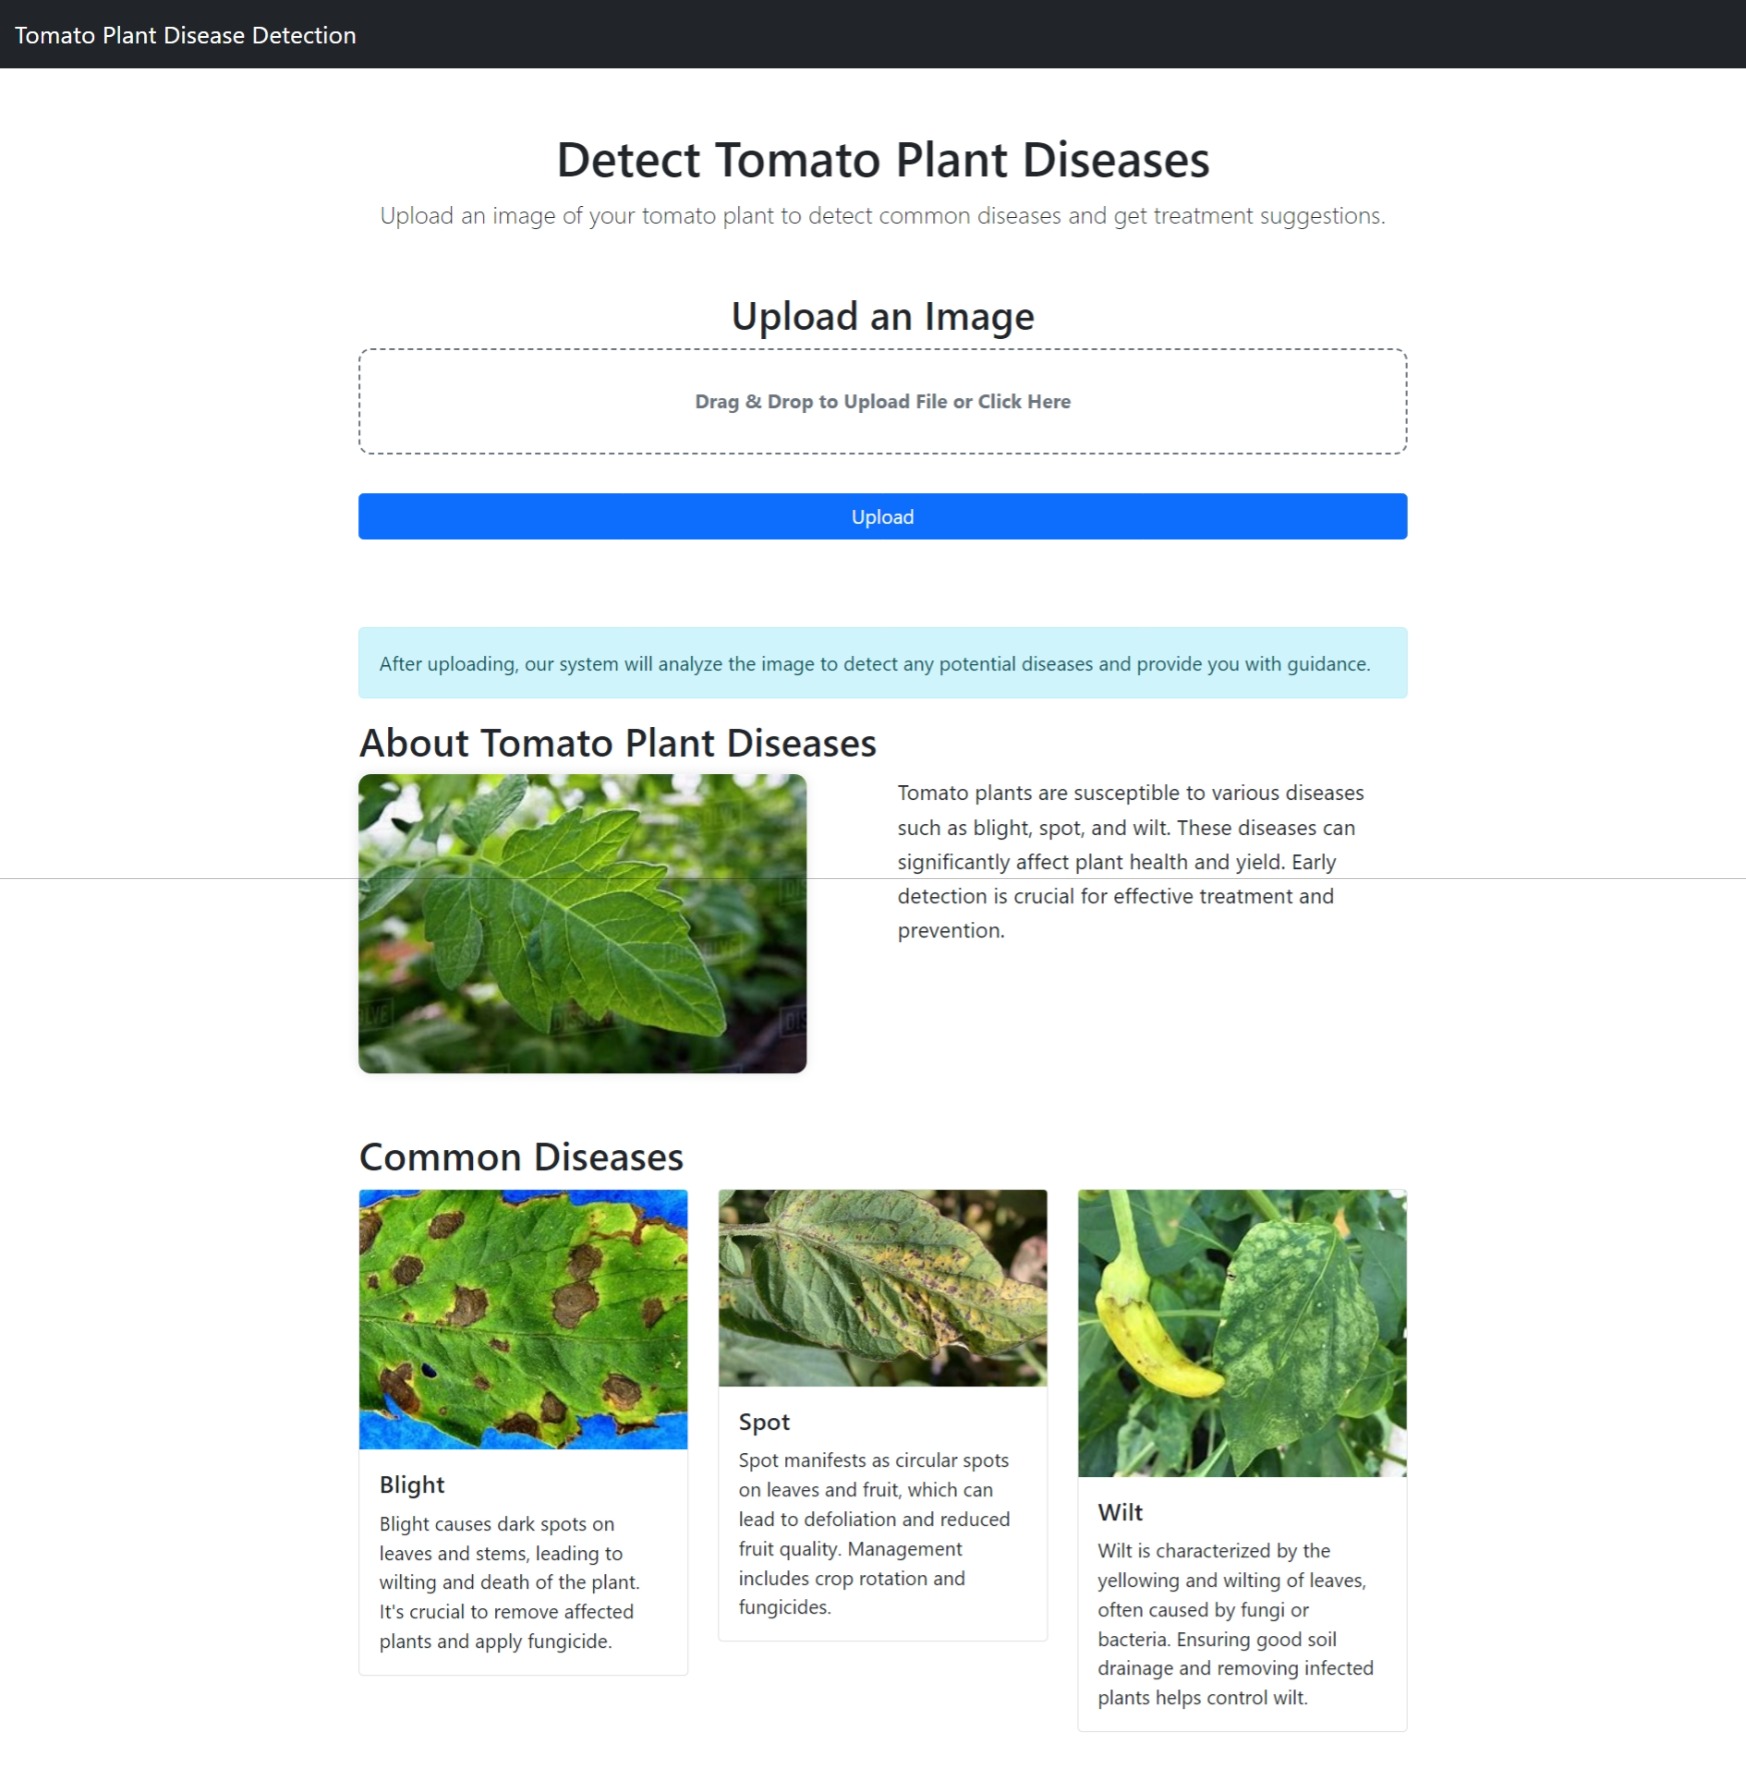 Tomato Plant Disease Detection
Detect Tomato Plant Diseases
Upload an image of your tomato plant to detect common diseases and get treatment suggestions.
Upload an Image
Drag & Drop to Upload File or Click Here
Upload
After uploading, our system will analyze the image to detect any potential diseases and provide you with guidance.
About Tomato Plant Diseases
Tomato plants are susceptible to various diseases
such as blight, spot, and wilt. These diseases can
significantly affect plant health and yield. Early
detection is crucial for effective treatment and
prevention.
Common Diseases
Blight
Blight causes dark spots on
leaves and stems, leading to
wilting and death of the plant.
It's crucial to remove affected
plants and apply fungicide.
Spot
Spot manifests as circular spots
on leaves and fruit, which can
lead to defoliation and reduced
fruit quality. Management
includes crop rotation and
fungicides.
Wilt
Wilt is characterized by the
yellowing and wilting of leaves,
often caused by fungi or
bacteria. Ensuring good soil
drainage and removing infected
plants helps control wilt.